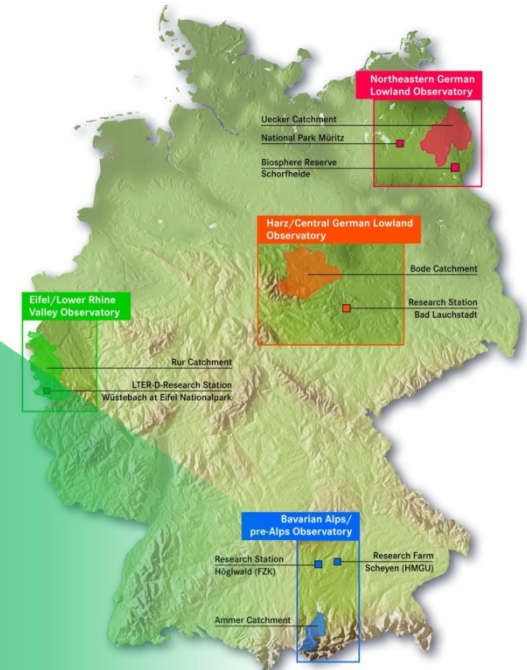 Northeastern German
Lowland Observatory
Uecker Catchment
National Park Müritz
Biosphere Reserve
Schorfheide
Harz/Central German Lowland
Observatory
Bode Catchment
Research Station
Bad Lauchstadt
Eifel/Lower Rhine
Valley Observatory
Rur Catchment
LTER-D-Research Station
Wüstebach at Eifel Nationalpark
Bavarian Alps/
pre-Alps Observatory
Research Station
Höglwald (FZK)
Research Farm
Scheyen (HMGU)
Ammer Catchment